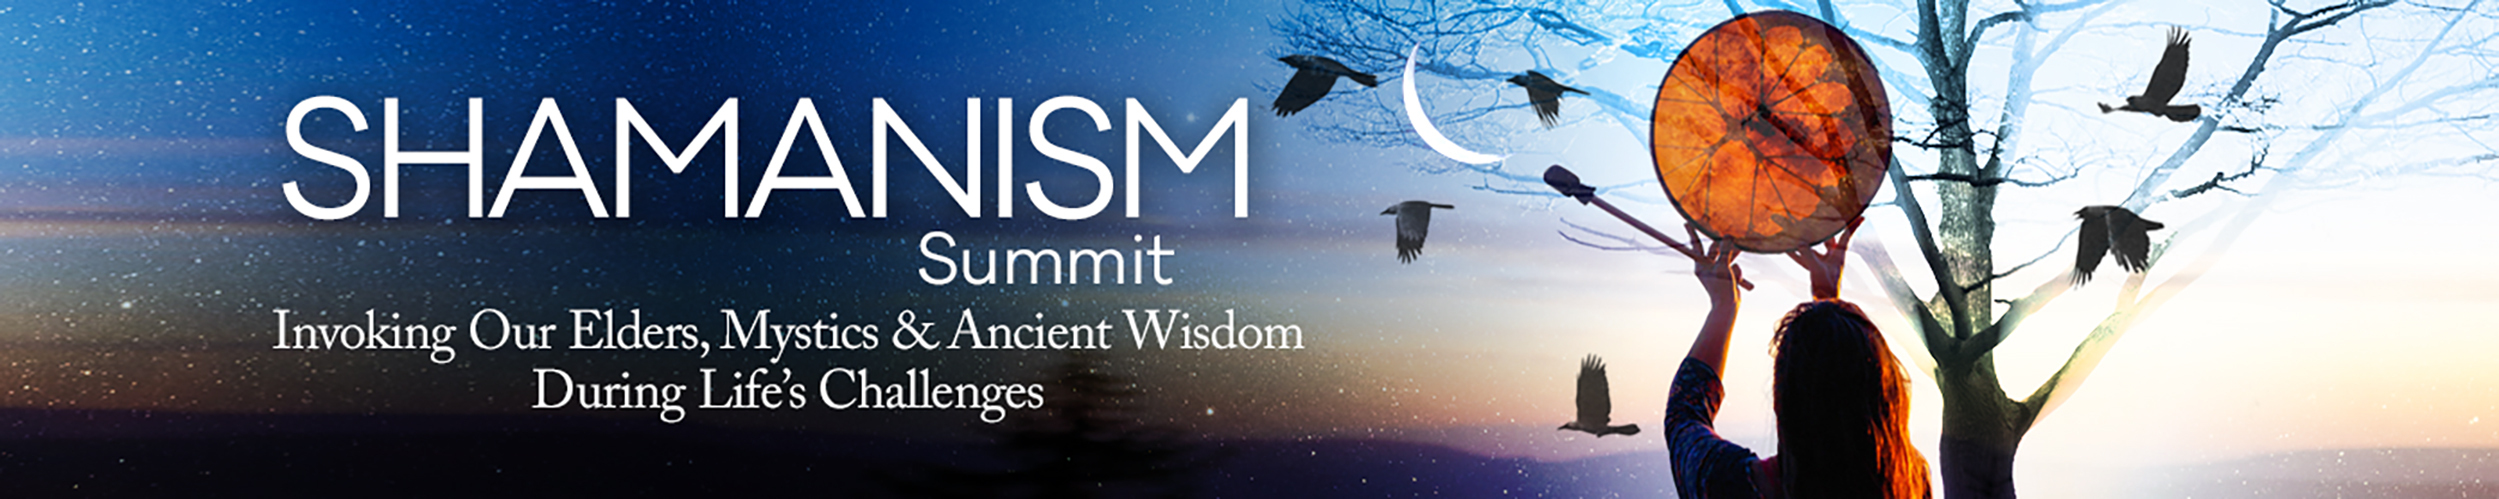 SHAMANISM
Summit
Invoking Our Elders, Mystics & Ancient Wisdom
During Life’s Challenges